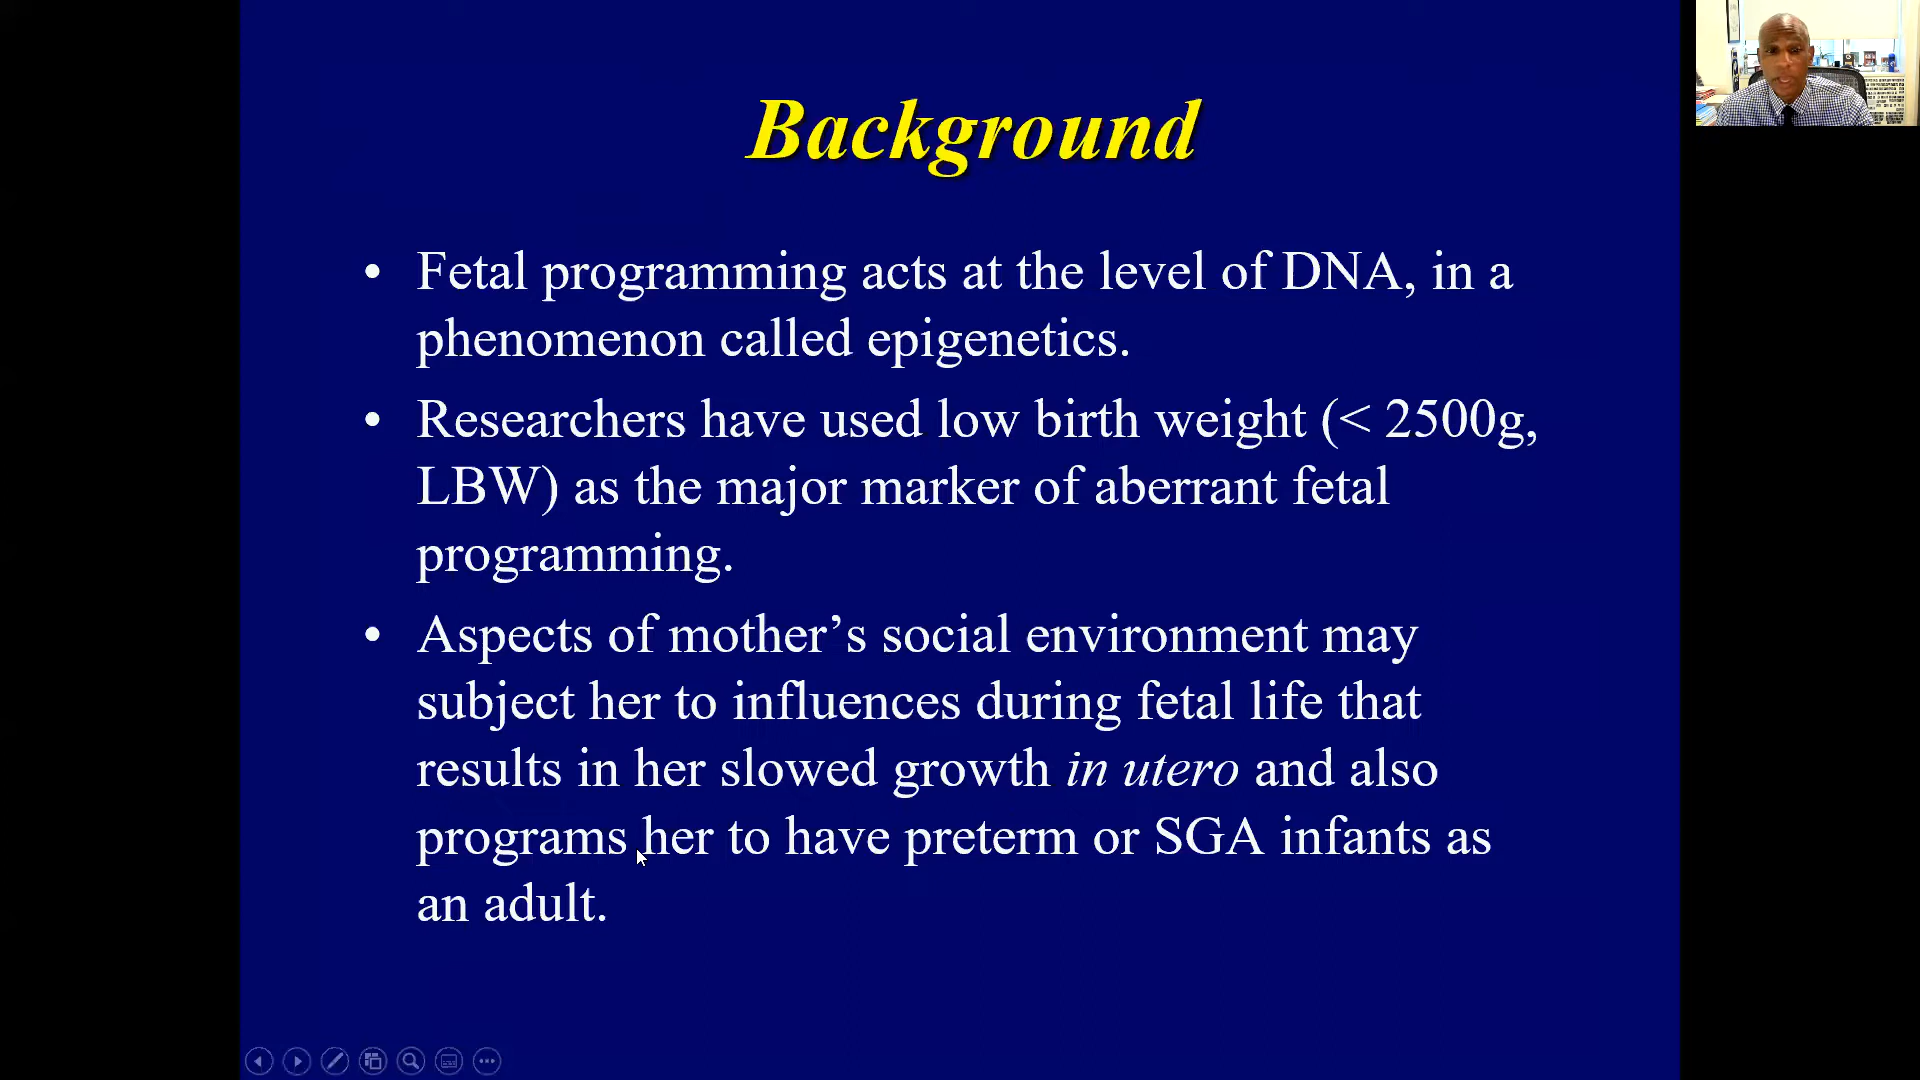 Background
• Fetal programming acts at the level of DNA, in a
phenomenon called epigenetics.
• Researchers have used low birth weight (< 2500g,
LBW) as the major marker of aberrant fetal
programming.
• Aspects of mother’s social environment may
subject her to influences during fetal life that
results in her slowed growth in utero and also
programs her to have preterm or SGA infants as
an adult.